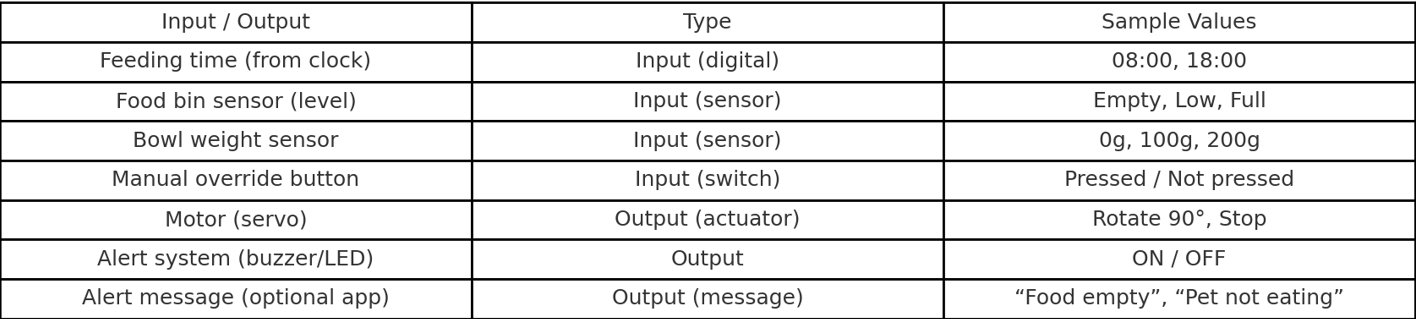 Input / Output Type Sample Values
Feeding time (from clock) Input (digital) 08:00, 18:00
Food bin sensor (level) Input (sensor) Empty, Low, Full
Bowl weight sensor Input (sensor) 0g, 100g, 200g
Manual override button Input (switch) Pressed / Not pressed
Motor (servo) Output (actuator) Rotate 90°, Stop
Alert system (buzzer/LED) Output ON / OFF
Alert message (optional app) Output (message) “Food empty”, “Pet not eating”